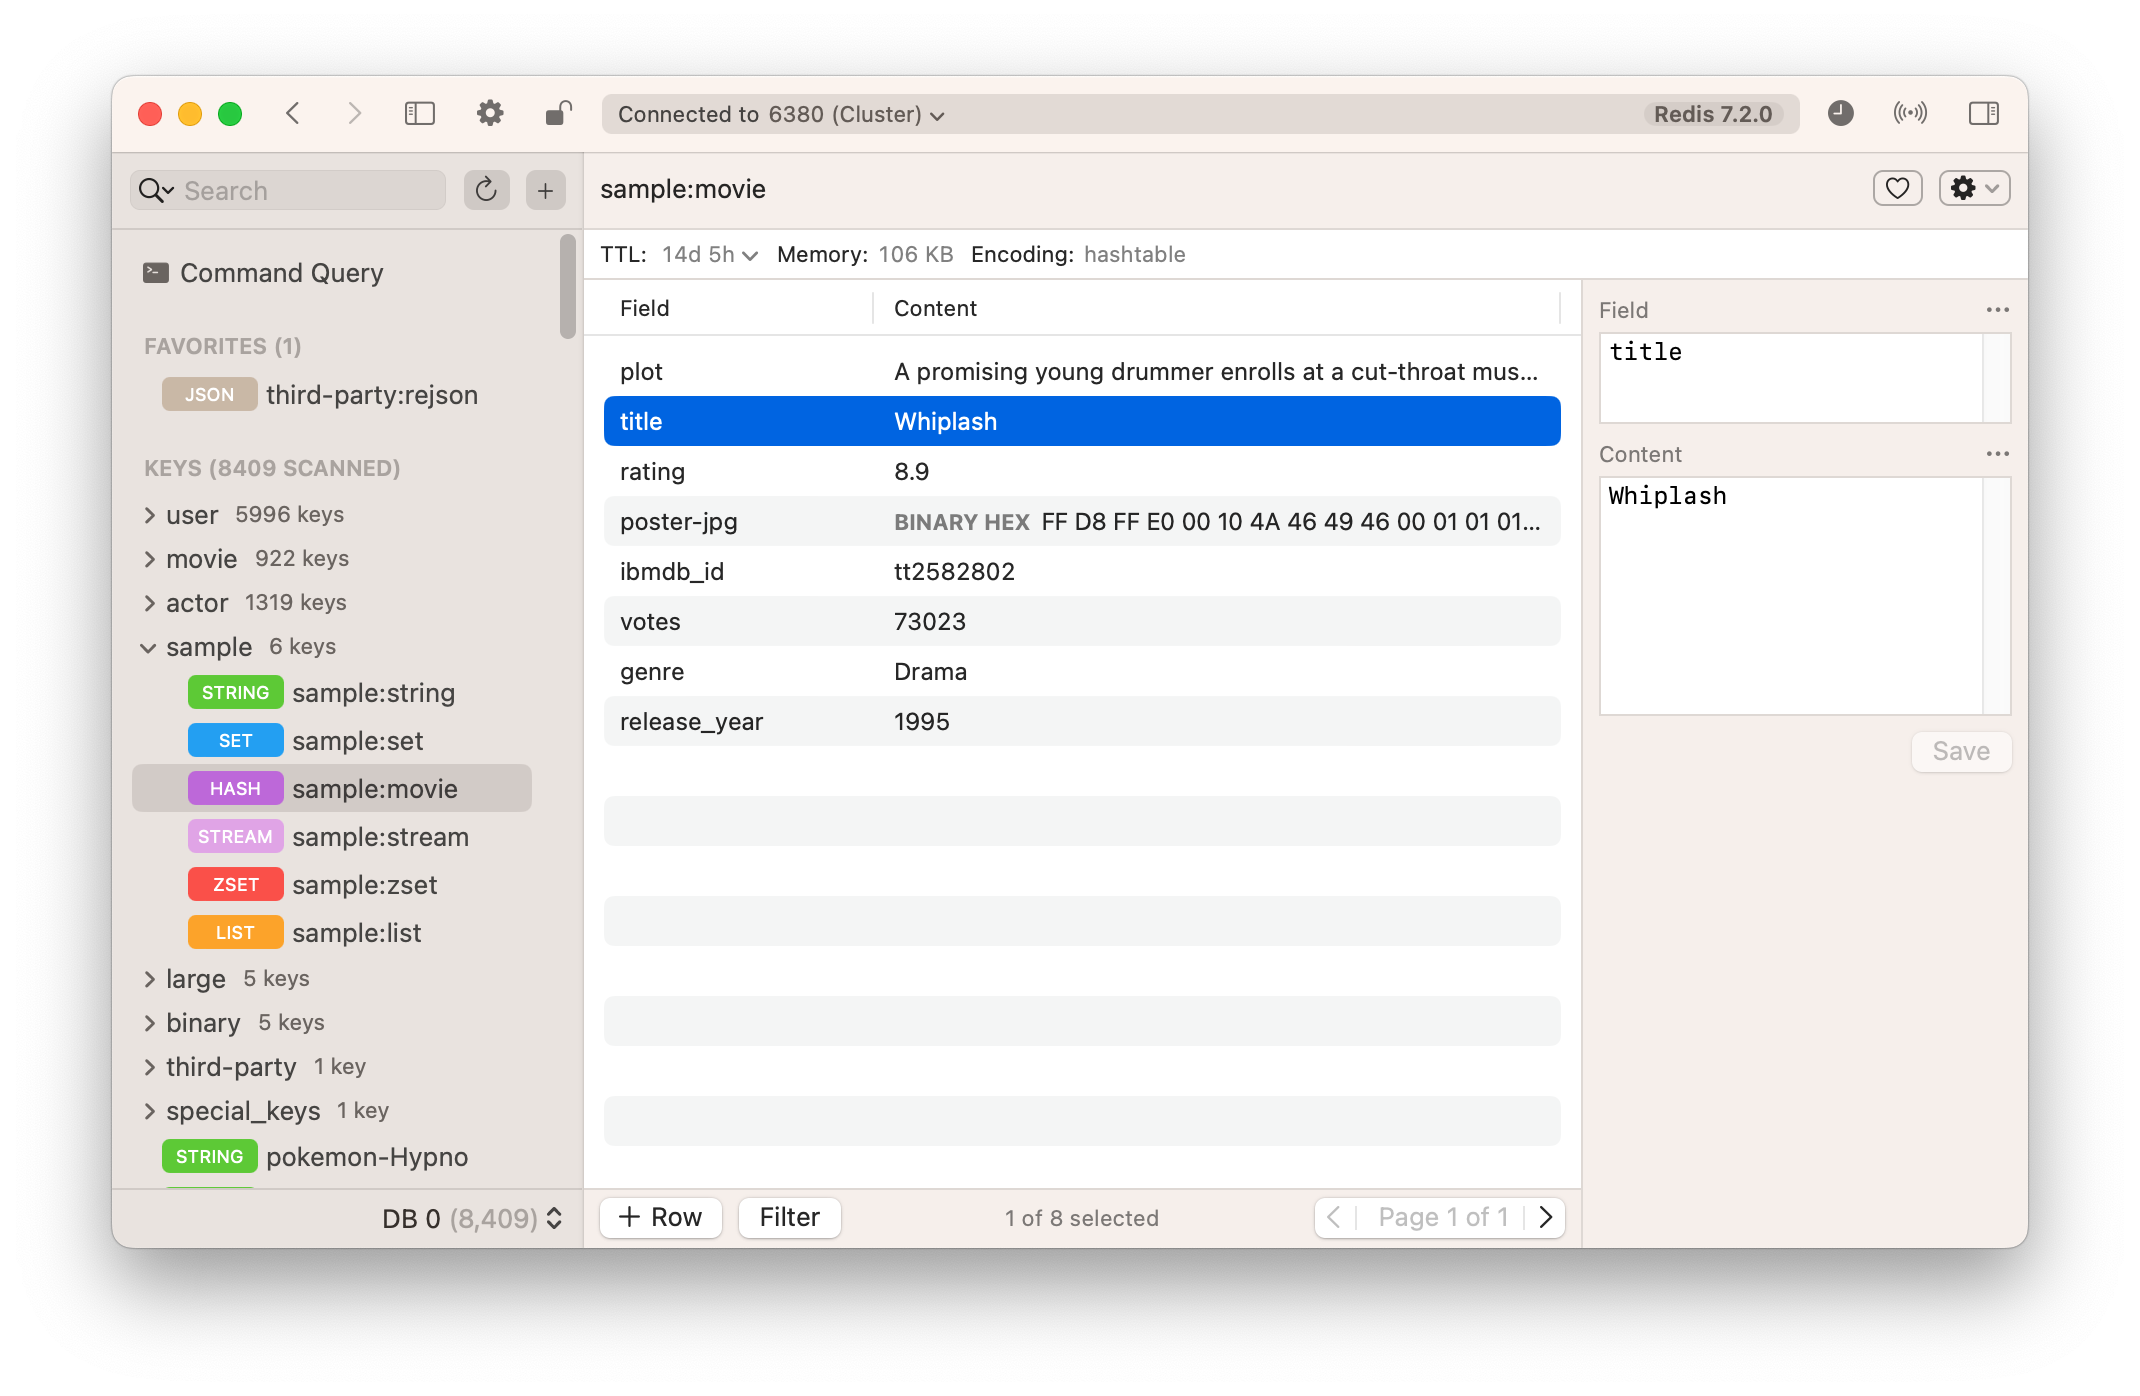 Connected to 6380 (Cluster) Redis 7.2.0
Search
sample:movie
TTL: 14d 5h Memory: 106 KB Encoding: hashtable
Command Query
FAVORITES (1)
JSON third-party:rejson
KEYS (8409 SCANNED)
user 5996 keys
movie 922 keys
actor 1319 keys
sample 6 keys
STRING sample:string
SET sample:set
HASH sample:movie
STREAM sample:stream
ZSET sample:zset
LIST sample:list
large 5 keys
binary 5 keys
third-party 1 key
special_keys 1 key
STRING pokemon-Hypno
DB 0 (8,409)
Field Content
plot A promising young drummer enrolls at a cut-throat mus...
title Whiplash
rating 8.9
poster-jpg BINARY HEX FF D8 FF E0 00 10 4A 46 49 46 00 01 01 01...
ibmdb_id tt2582802
votes 73023
genre Drama
release_year 1995
+ Row Filter 1 of 8 selected Page 1 of 1
Field
title
Content
Whiplash
Save